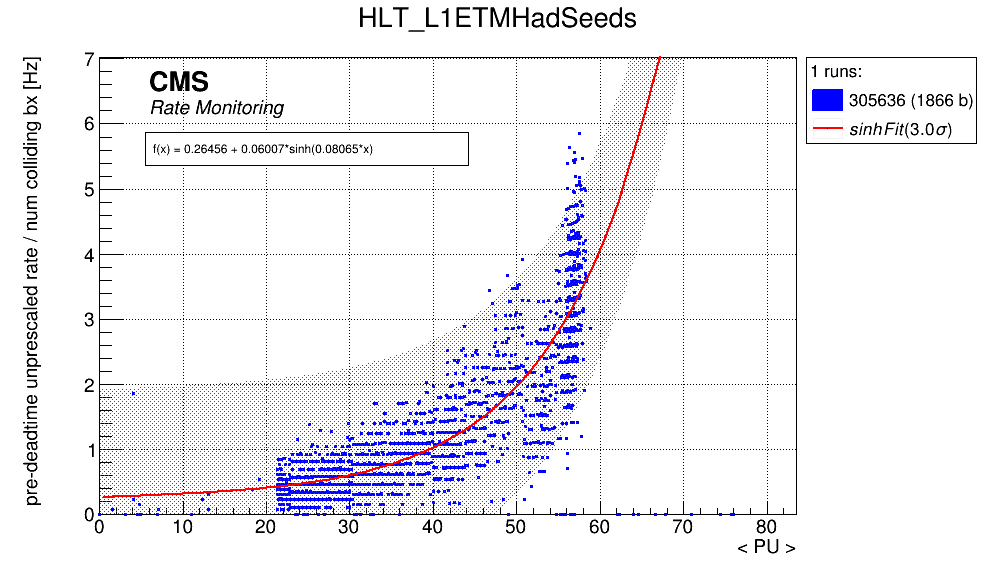 HLT_L1ETMHadSeeds
pre-deadtime unprescaled rate / num colliding bx [Hz]
CMS
Rate Monitoring
f(x) = 0.26456 + 0.06007*sinh(0.08065*x)
1 runs:
305636 (1866 b)
sinhFit(3.0σ)
7
6
5
4
3
2
1
0
0 10 20 30 40 50 60 70 80
< PU >